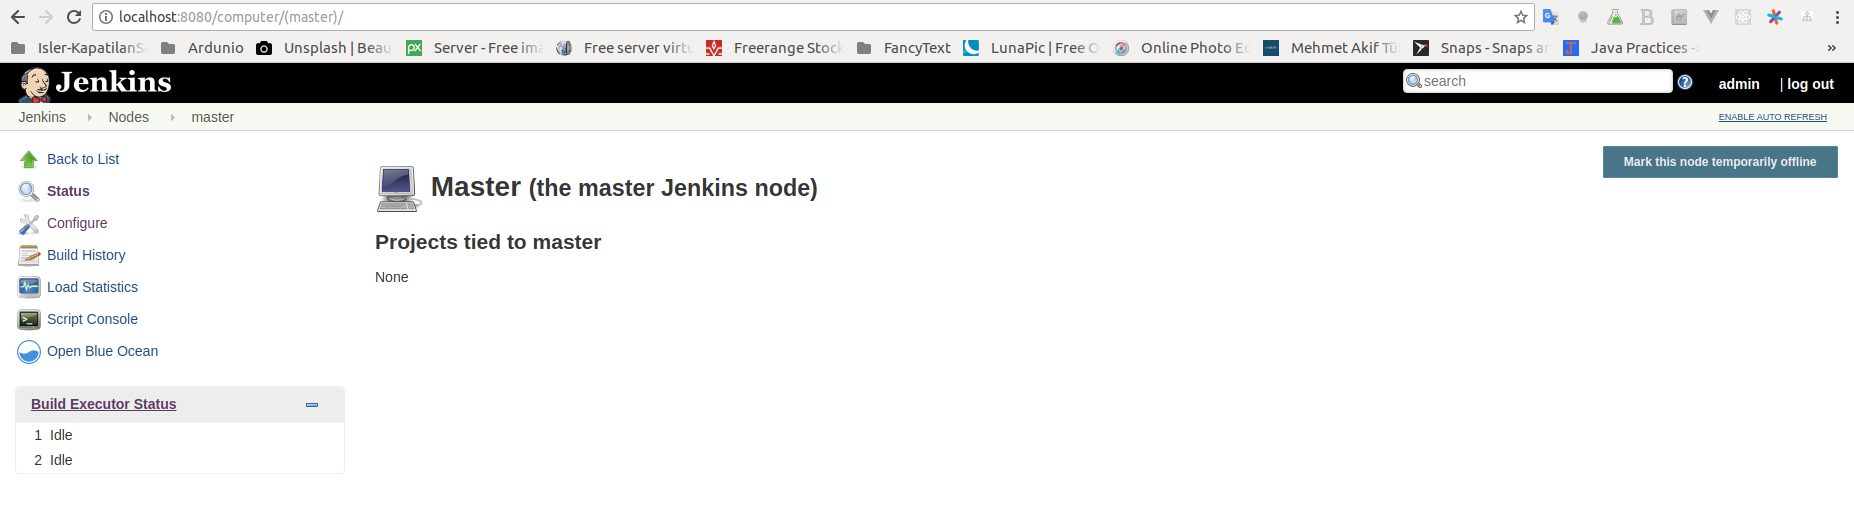 localhost:8080/computer/(master)/
Isler-KapatilanS Ardunio Unsplash | Beau Server - Free ima Free server virtu Freerange Stock FancyText LunaPic | Free O Online Photo Ed Mehmet Akif Tü Snaps - Snaps an Java Practices -> »
Jenkins search admin | log out
Jenkins Nodes master ENABLE AUTO REFRESH
Back to List
Mark this node temporarily offline
Status
Master (the master Jenkins node)
Configure
Projects tied to master
Build History
None
Load Statistics
Script Console
Open Blue Ocean
Build Executor Status
1 Idle
2 Idle